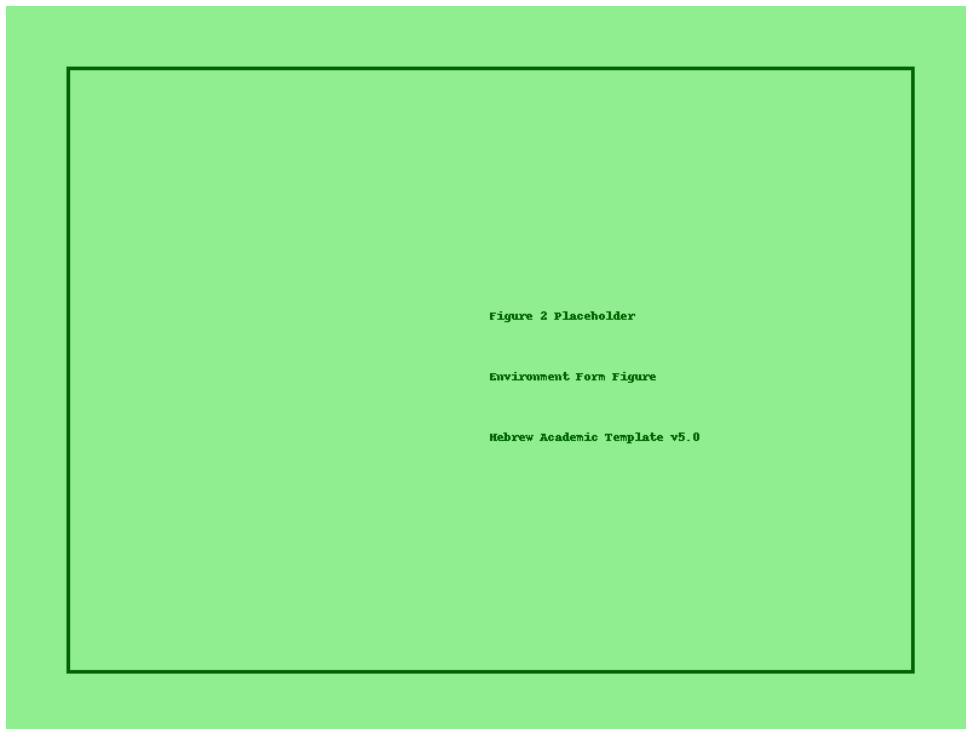 Figure 2 Placeholder
Environment Form Figure
Hebrew Academic Template v5.0